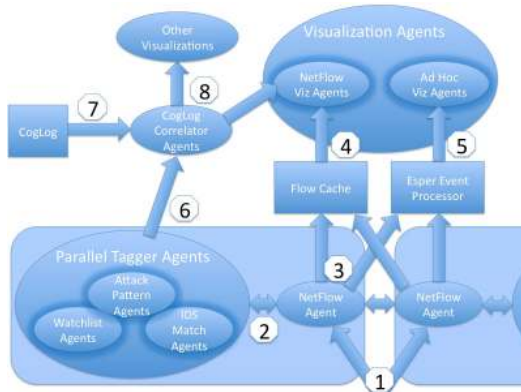 Other
Visualizations
Visualization Agents
NetFlow
Viz Agents
Ad Hoc
Viz Agents
7
8
CogLog
CogLog
Correlator
Agents
4
5
Flow Cache
Esper Event
Processor
6
Parallel Tagger Agents
Attack
Pattern
Agents
Watchlist
Agents
IDS
Match
Agents
2
3
NetFlow
Agent
NetFlow
Agent
1